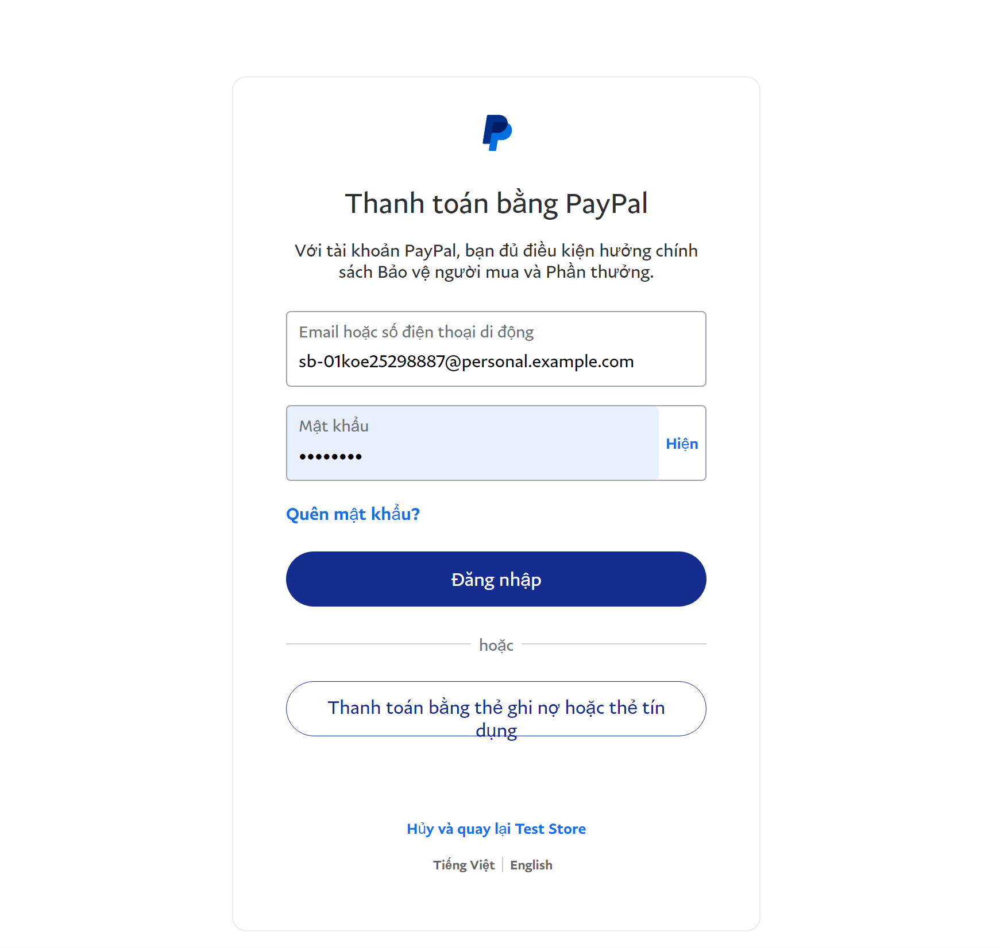 Thanh toán bằng PayPal
Với tài khoản PayPal, bạn đủ điều kiện hưởng chính
sách Bảo vệ người mua và Phần thưởng.
Email hoặc số điện thoại di động
sb-01koe25298887@personal.example.com
Mật khẩu
••••••••
Hiện
Quên mật khẩu?
Đăng nhập
hoặc
Thanh toán bằng thẻ ghi nợ hoặc thẻ tín
dụng
Hủy và quay lại Test Store
Tiếng Việt | English